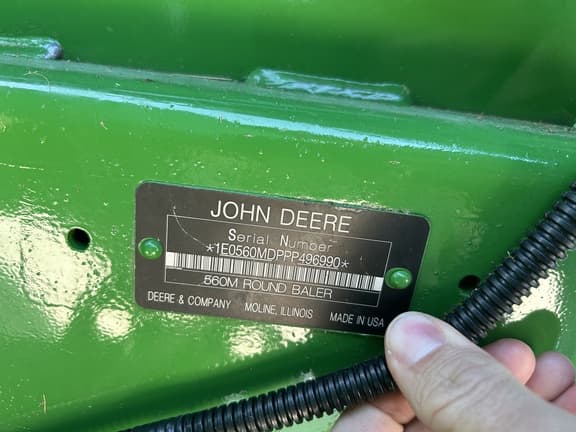 JOHN DEERE
Serial Number
*1E0560MDPPP496990*
560M ROUND BALER
DEERE & COMPANY MOLINE, ILLINOIS MADE IN USA